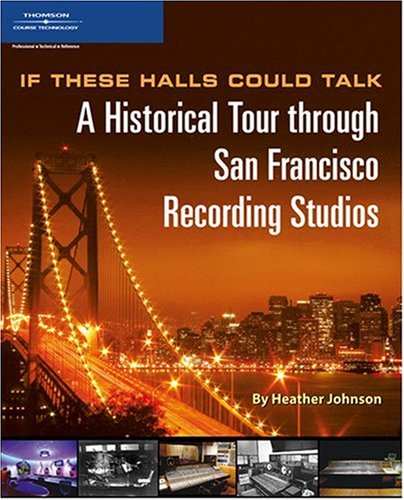 THOMSON
COURSE TECHNOLOGY
Professional ■ Technical ■ Reference
IF THESE HALLS COULD TALK
A Historical Tour through
San Francisco
Recording Studios
By Heather Johnson